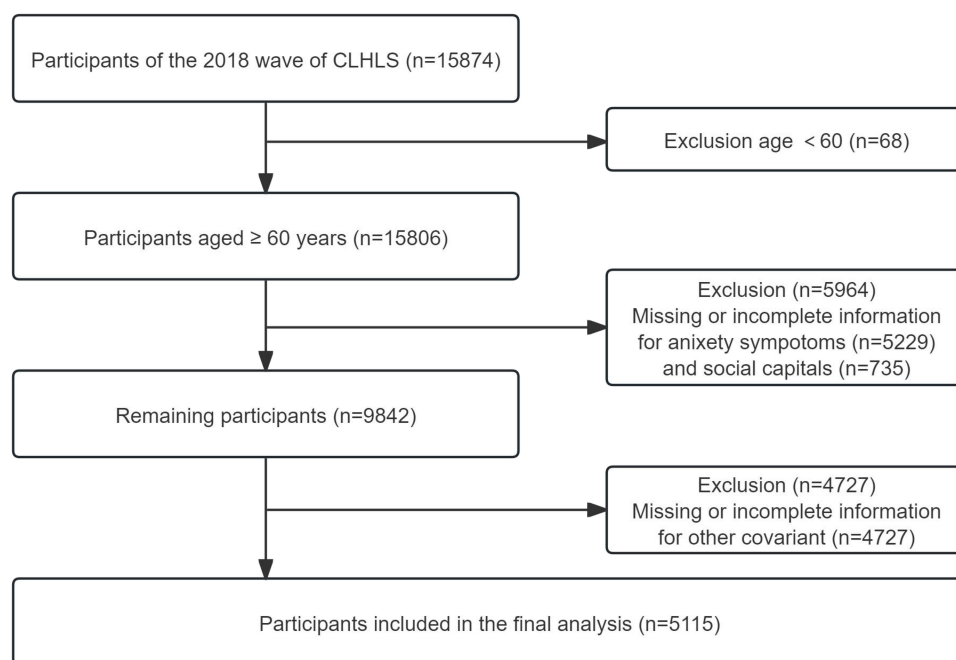 Participants of the 2018 wave of CLHLS (n=15874)
Exclusion age < 60 (n=68)
Participants aged ≥ 60 years (n=15806)
Exclusion (n=5964)
Missing or incomplete information
for anixety sympotoms (n=5229)
and social capitals (n=735)
Remaining participants (n=9842)
Exclusion (n=4727)
Missing or incomplete information
for other covariant (n=4727)
Participants included in the final analysis (n=5115)